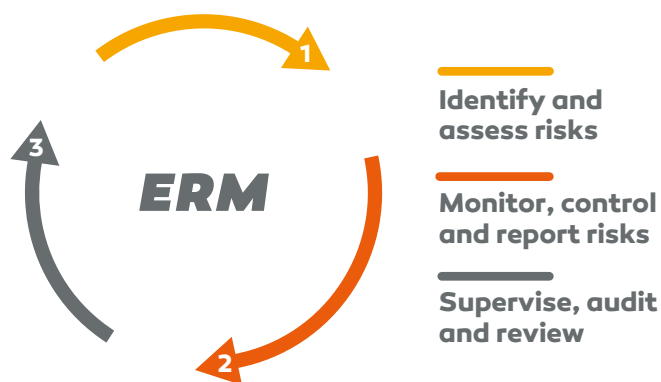 1
3
ERM
2
Identify and
assess risks
Monitor, control
and report risks
Supervise, audit
and review